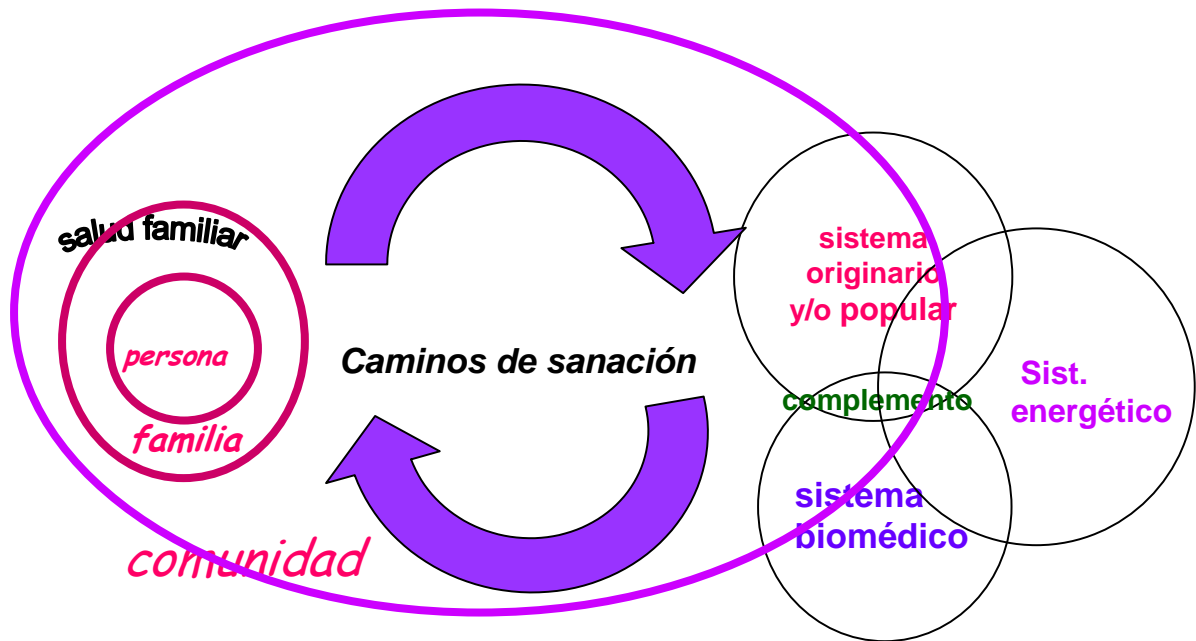 salud familiar
persona
familia
comunidad
Caminos de sanación
sistema
originario
y/o popular
complemento
Sist.
energético
sistema
biomédico